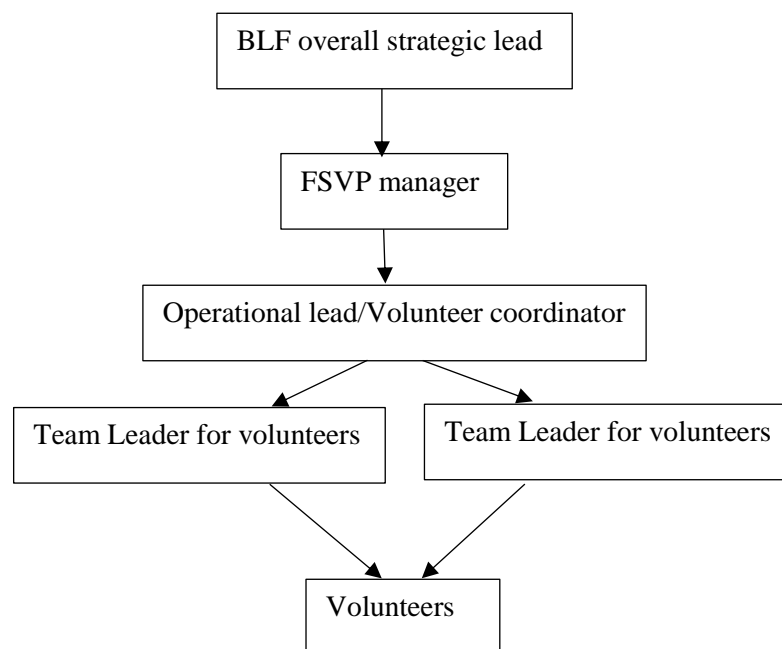 BLF overall strategic lead
FSVP manager
Operational lead/Volunteer coordinator
Team Leader for volunteers
Team Leader for volunteers
Volunteers